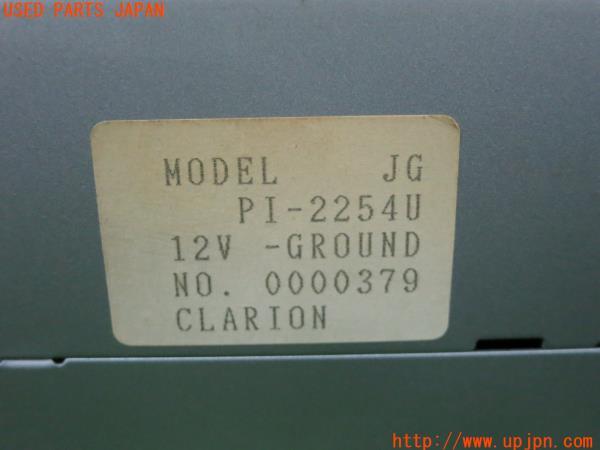 USED PARTS JAPAN
MODEL JG
PI-2254U
12V -GROUND
NO. 0000379
CLARION
http://www.upjpn.com